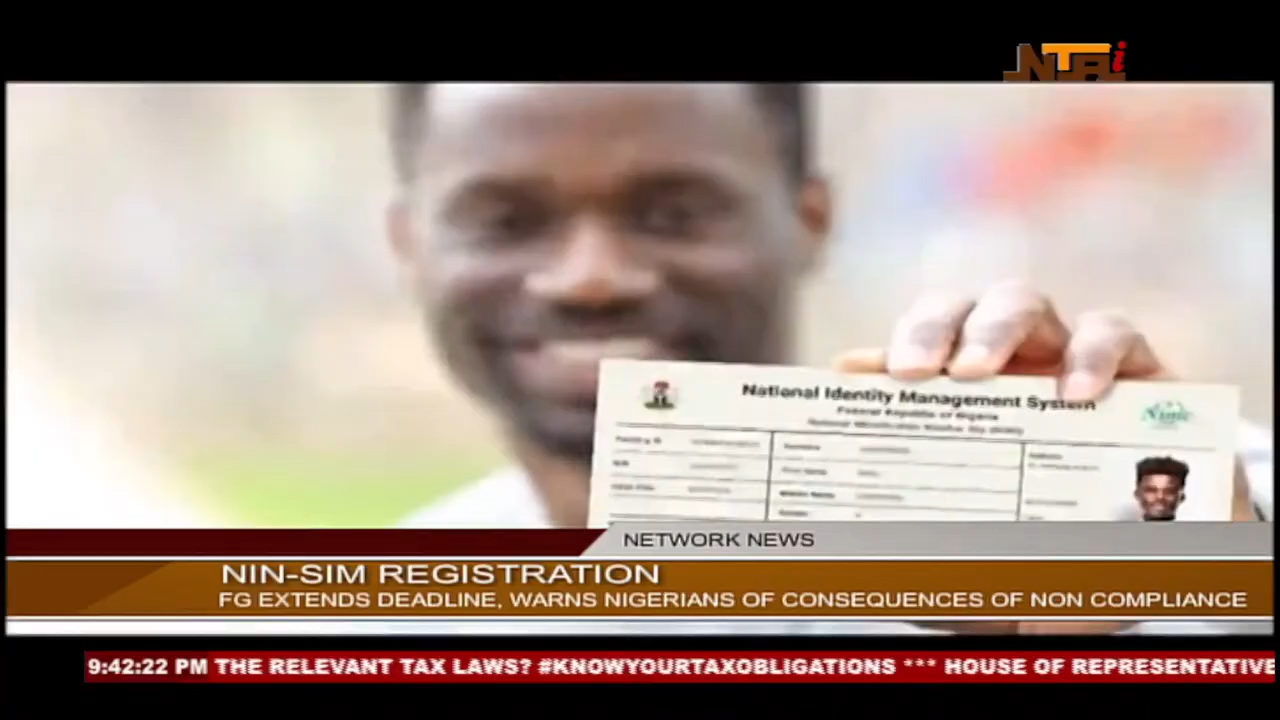 NTAi
National Identity Management System
Federal Republic of Nigeria
NETWORK NEWS
NIN-SIM REGISTRATION
FG EXTENDS DEADLINE, WARNS NIGERIANS OF CONSEQUENCES OF NON COMPLIANCE
9:42:22 PM THE RELEVANT TAX LAWS? #KNOWYOURTAXOBLIGATIONS *** HOUSE OF REPRESENTATIVE